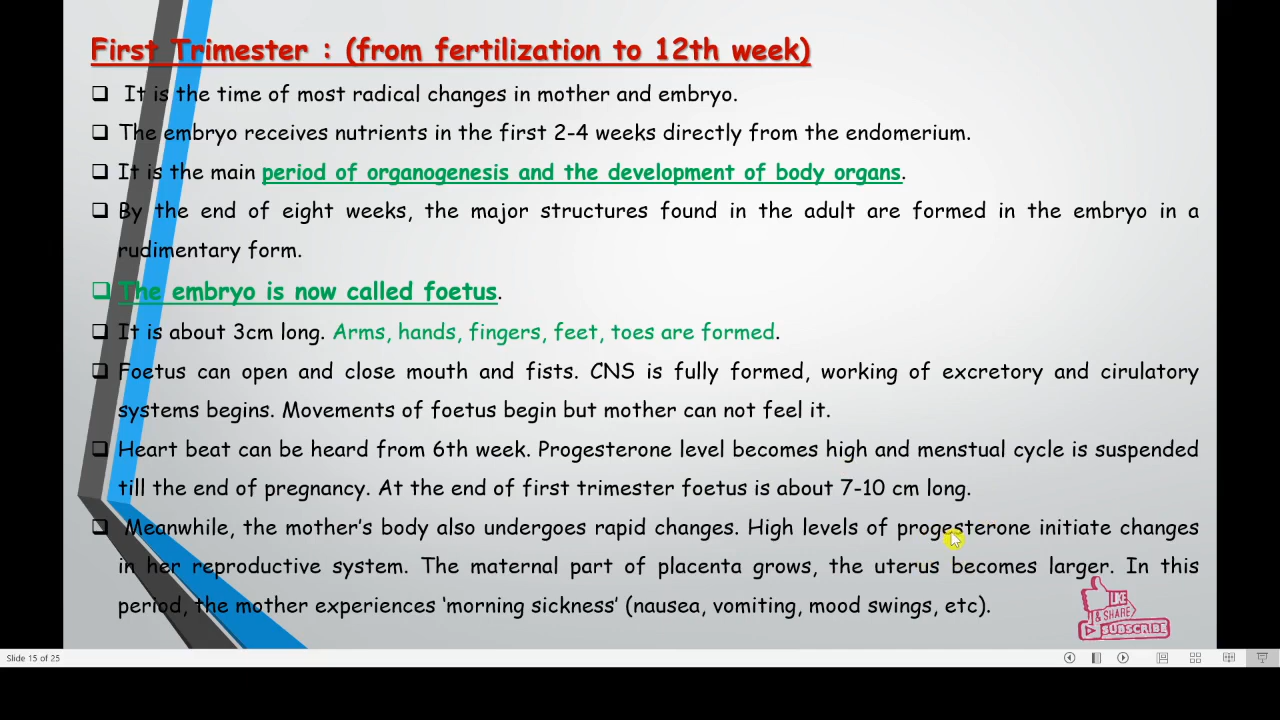 First Trimester : (from fertilization to 12th week)
It is the time of most radical changes in mother and embryo.
The embryo receives nutrients in the first 2-4 weeks directly from the endomerium.
It is the main period of organogenesis and the development of body organs.
By the end of eight weeks, the major structures found in the adult are formed in the embryo in a
rudimentary form.
The embryo is now called foetus.
It is about 3cm long. Arms, hands, fingers, feet, toes are formed.
Foetus can open and close mouth and fists. CNS is fully formed, working of excretory and cirulatory
systems begins. Movements of foetus begin but mother can not feel it.
Heart beat can be heard from 6th week. Progesterone level becomes high and menstrual cycle is suspended
till the end of pregnancy. At the end of first trimester foetus is about 7-10 cm long.
Meanwhile, the mother's body also undergoes rapid changes. High levels of progesterone initiate changes
in her reproductive system. The maternal part of placenta grows, the uterus becomes larger. In this
period, the mother experiences 'morning sickness' (nausea, vomiting, mood swings, etc).
LIKE
& SHARE
SUBSCRIBE
Slide 15 of 25